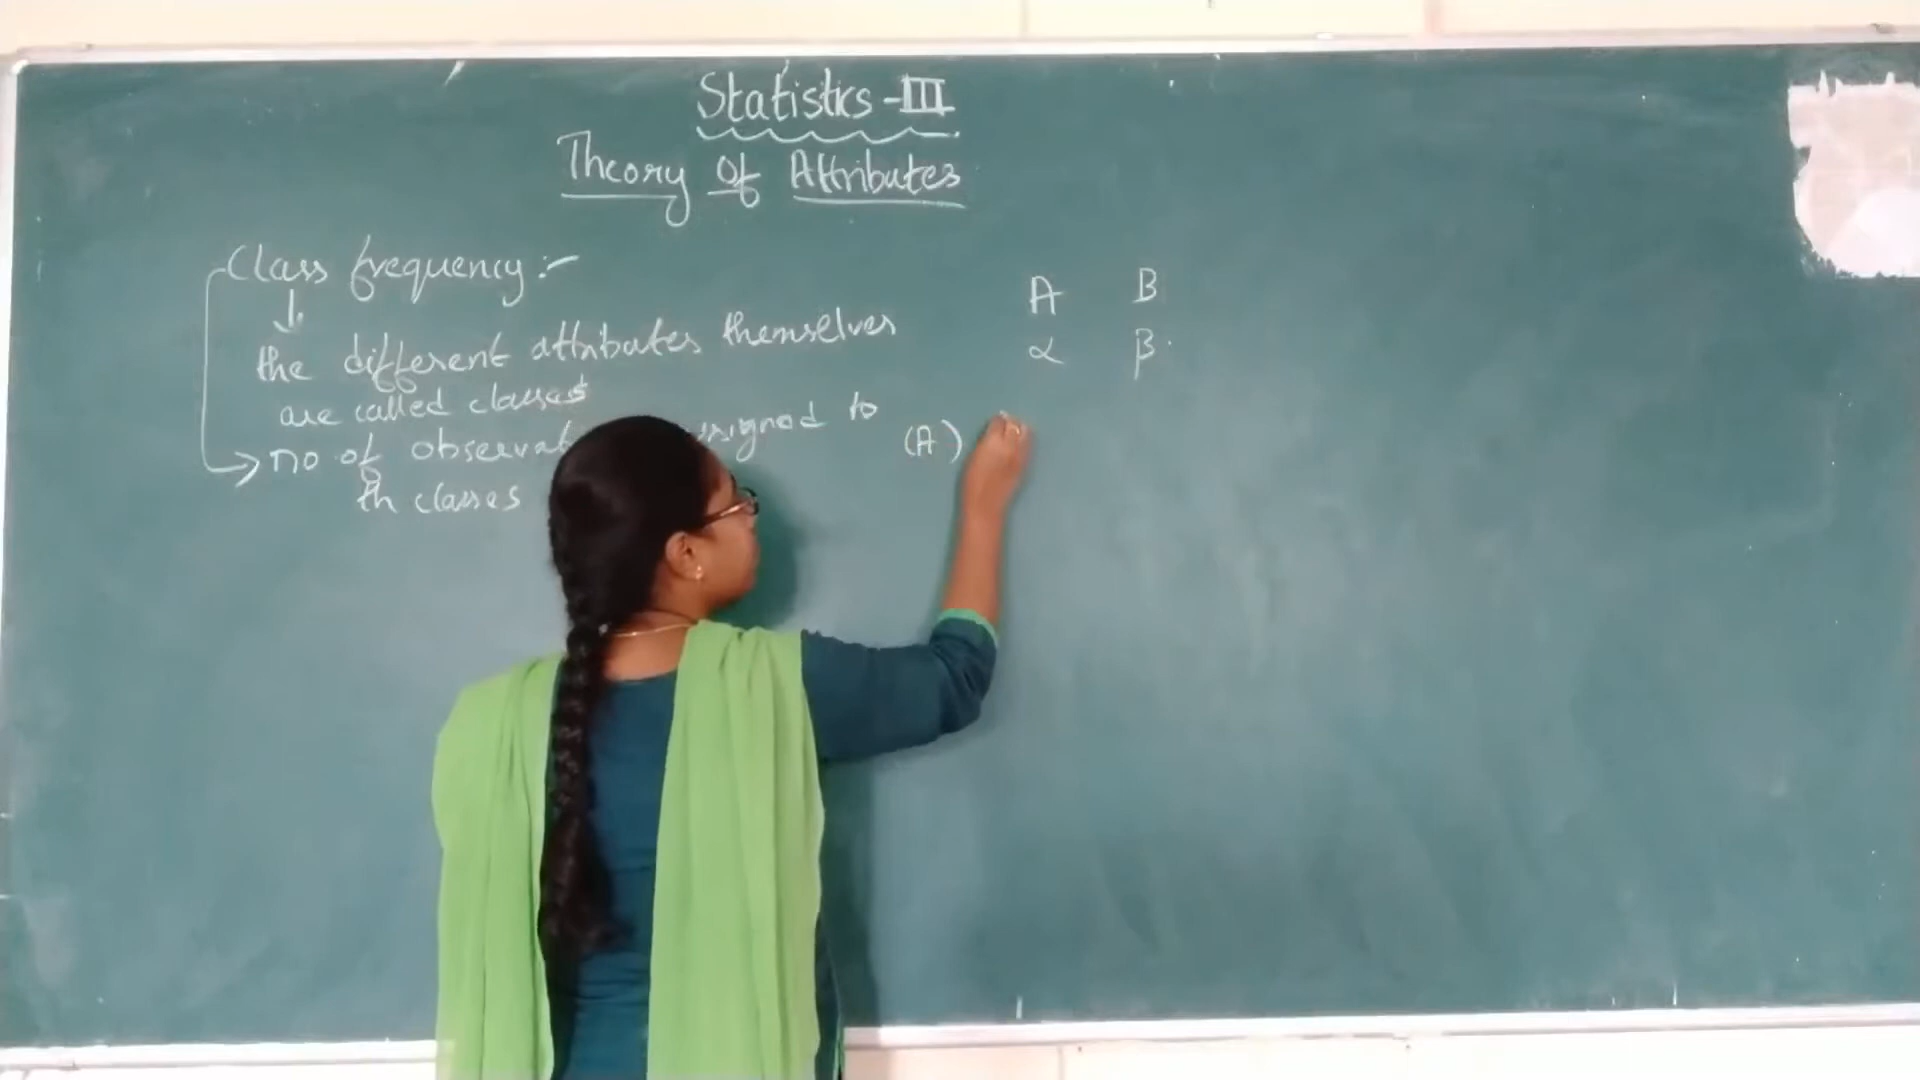 Statistics-III
Theory Of Attributes
Class frequency:-
the different attributes themselves
are called classes
no of assigned to
th classes
A B
α β.
(A)